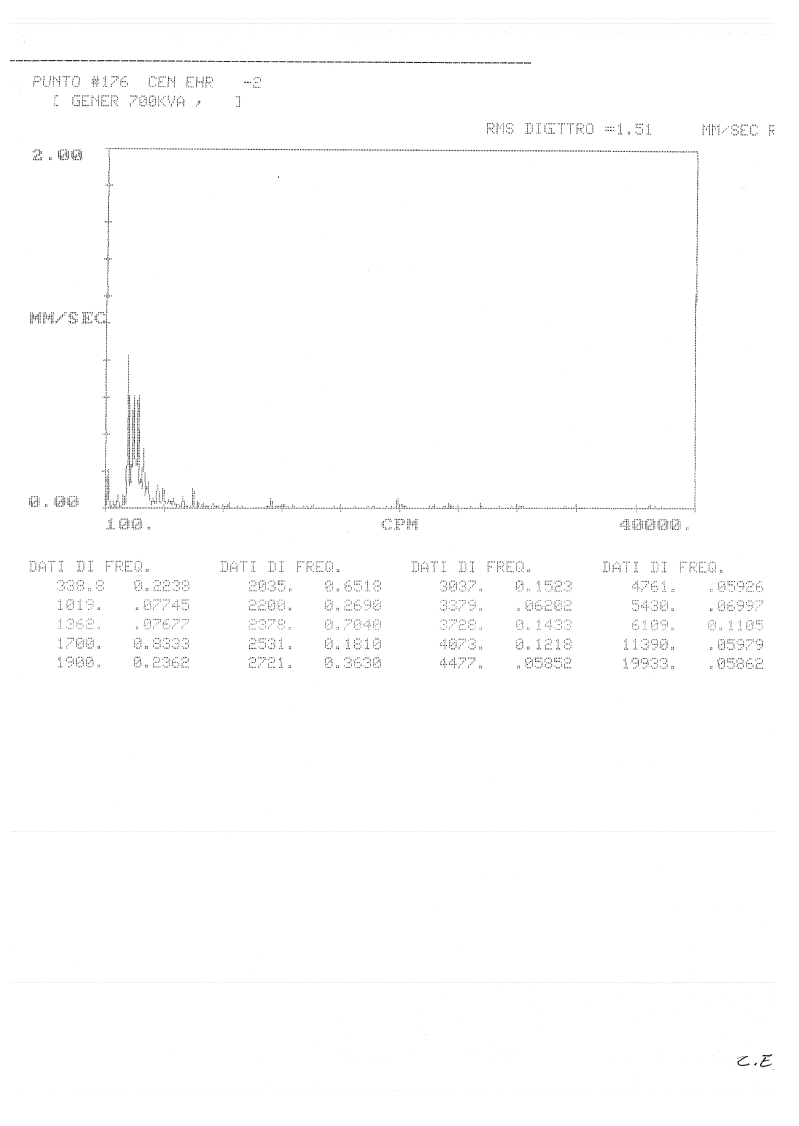 PUNTO #176 CEN EHR -2
[ GENER 700KVA , ]
RMS DIGITTRO =1.51 MM/SEC R
2.00
MM/SEC
0.00
100. CPM 40000.
DATI DI FREQ. DATI DI FREQ. DATI DI FREQ. DATI DI FREQ.
338.8 0.2238 2035. 0.6518 3037. 0.1523 4761. .05926
1019. .07745 2200. 0.2690 3379. .06202 5430. .06997
1362. .07677 2378. 0.7040 3728. 0.1433 6109. 0.1105
1700. 0.8333 2531. 0.1810 4073. 0.1218 11390. .05979
1900. 0.2362 2721. 0.3630 4477. .05852 19933. .05862
C.E